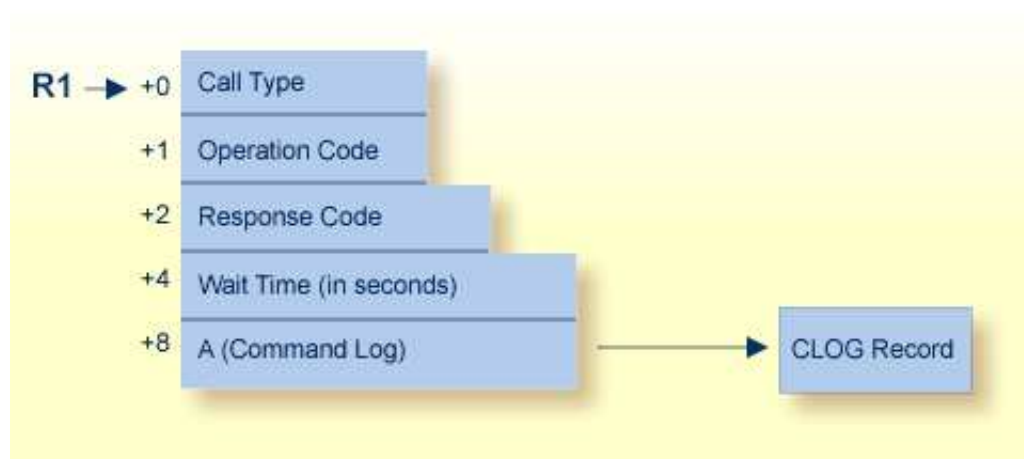 R1 +0 Call Type
+1 Operation Code
+2 Response Code
+4 Wait Time (in seconds)
+8 A (Command Log) CLOG Record